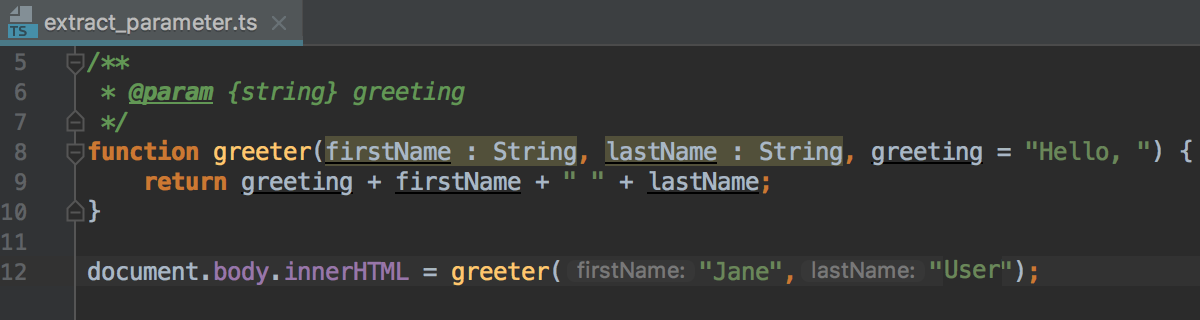 TS extract_parameter.ts ×
5 /**
6  * @param {string} greeting
7  */
8 function greeter(firstName : String, lastName : String, greeting = "Hello, ") {
9     return greeting + firstName + " " + lastName;
10 }
11
12 document.body.innerHTML = greeter( firstName: "Jane", lastName: "User");